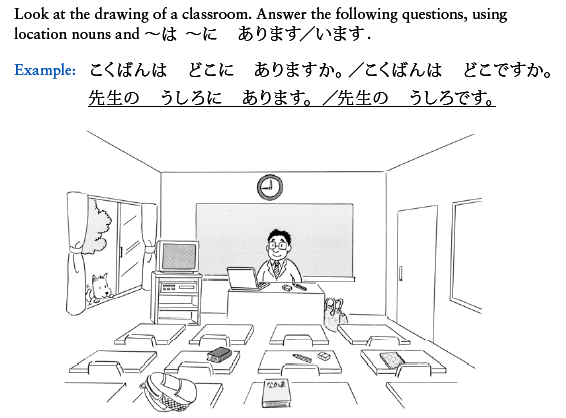 Look at the drawing of a classroom. Answer the following questions, using
location nouns and 〜は 〜に あります／います.
Example: こくばんは どこに ありますか。／こくばんは どこですか。
先生の うしろに あります。／先生の うしろです。
なかま